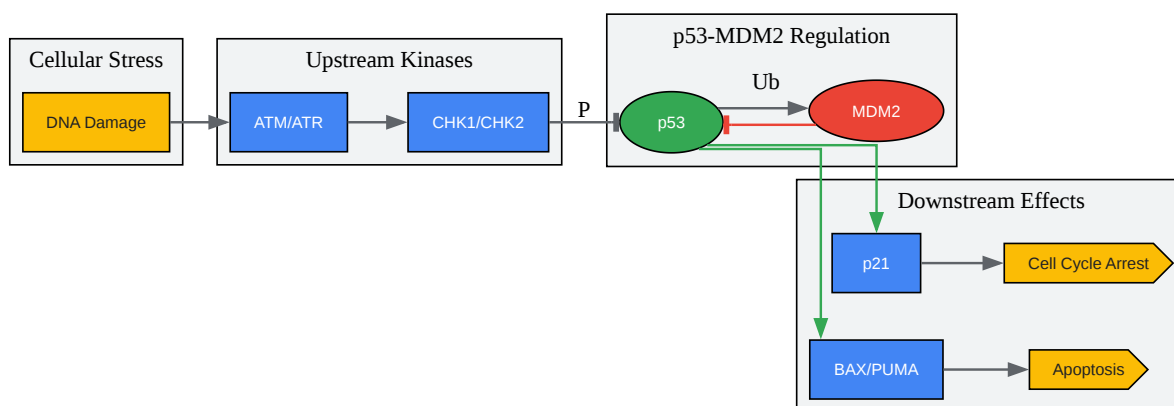 Cellular Stress
DNA Damage
Upstream Kinases
ATM/ATR
CHK1/CHK2
P
p53-MDM2 Regulation
Ub
p53
MDM2
Downstream Effects
p21
Cell Cycle Arrest
BAX/PUMA
Apoptosis